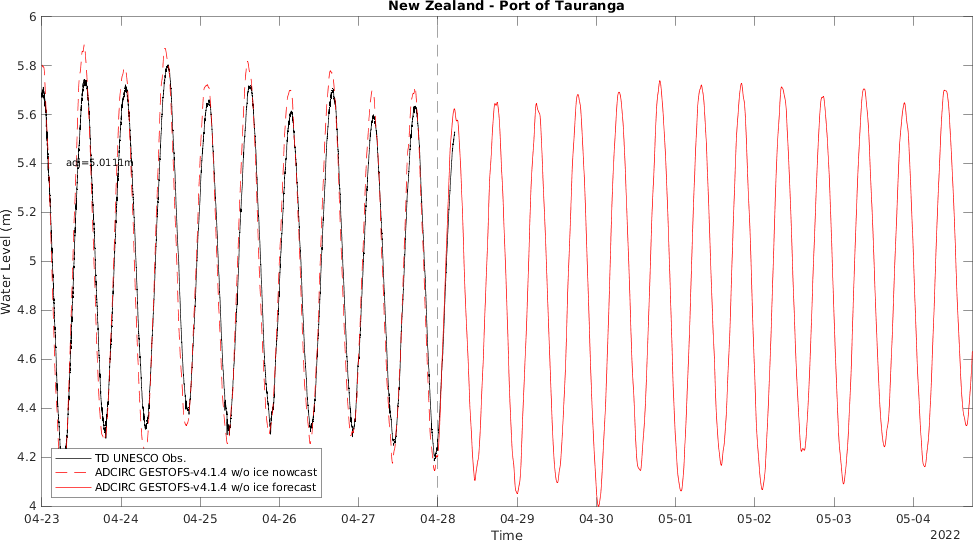 New Zealand - Port of Tauranga
6
5.8
5.6
5.4
5.2
5
4.8
4.6
4.4
4.2
4
Water Level (m)
adj=5.0111m
TD UNESCO Obs.
ADCIRC GESTOFS-v4.1.4 w/o ice nowcast
ADCIRC GESTOFS-v4.1.4 w/o ice forecast
04-23 04-24 04-25 04-26 04-27 04-28 04-29 04-30 05-01 05-02 05-03 05-04
Time
2022